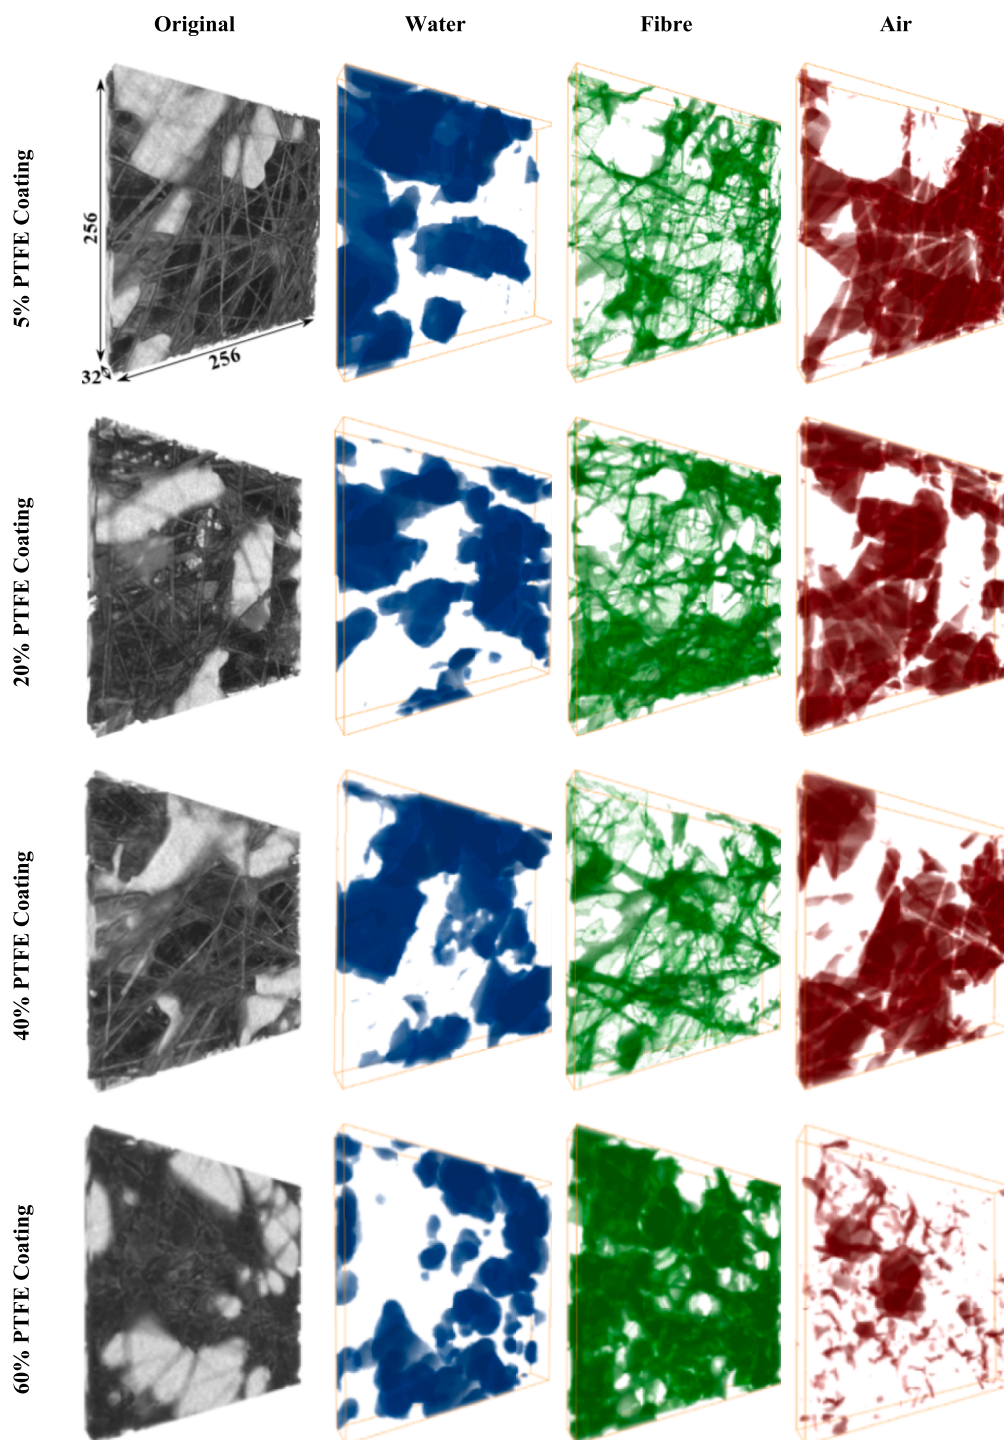 Original Water Fibre Air
5% PTFE Coating
256
256
32
20% PTFE Coating
40% PTFE Coating
60% PTFE Coating